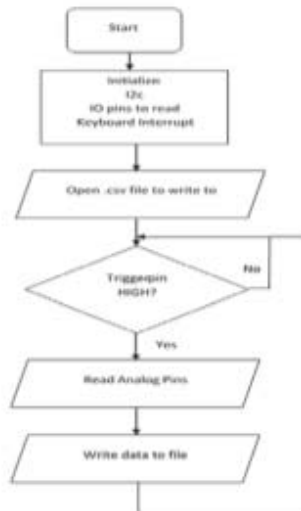 Start
Initialize
I2c
IO pins to read
Keyboard Interrupt
Open .csv file to write to
Triggeqin
HIGH?
No
Yes
Read Analog Pins
Write data to file